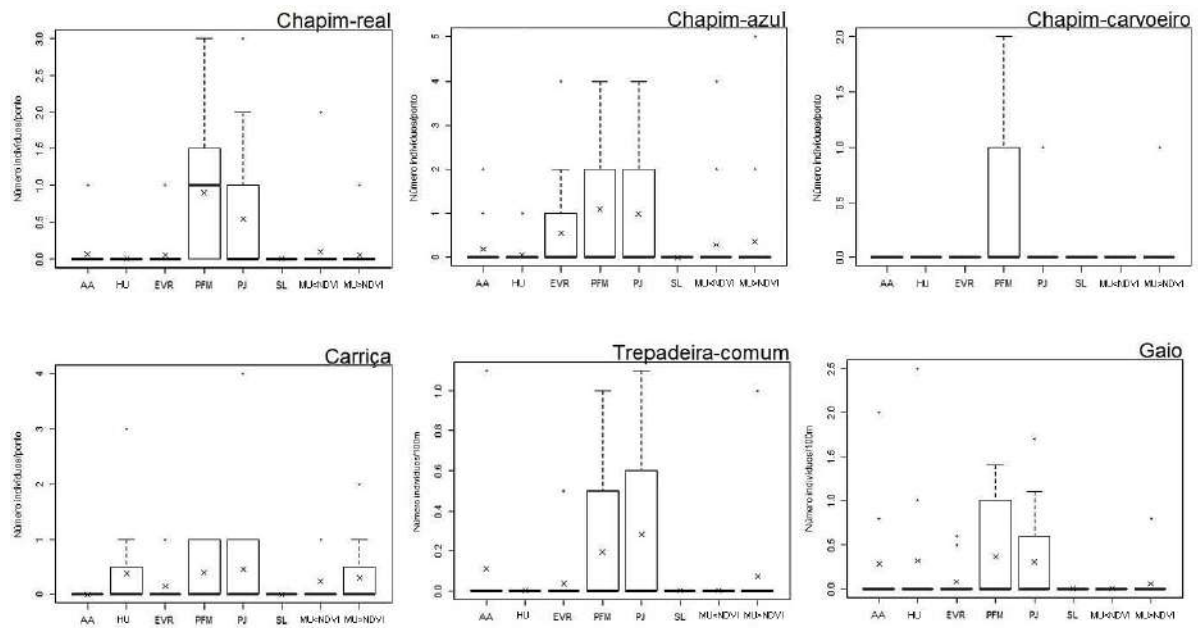 Chapim-real
Número indivíduos/ponto
3.0
2.5
2.0
1.5
1.0
0.5
0.0
AA HU EVR PFM PJ SL MU<NDVI MU>NDVI
Chapim-azul
Número indivíduos/ponto
5
4
3
2
1
0
AA HU EVR PFM PJ SL MU<NDVI MU>NDVI
Chapim-carvoeiro
Número indivíduos/ponto
2.0
1.5
1.0
0.5
0.0
AA HU EVR PFM PJ SL MU<NDVI MU>NDVI
Carriça
Número indivíduos/ponto
4
3
2
1
0
AA HU EVR PFM PJ SL MU<NDVI MU>NDVI
Trepadeira-comum
Número indivíduos/100m
1.0
0.8
0.6
0.4
0.2
0.0
AA HU EVR PFM PJ SL MU<NDVI MU>NDVI
Gaio
Número indivíduos/100m
2.5
2.0
1.5
1.0
0.5
0.0
AA HU EVR PFM PJ SL MU<NDVI MU>NDVI